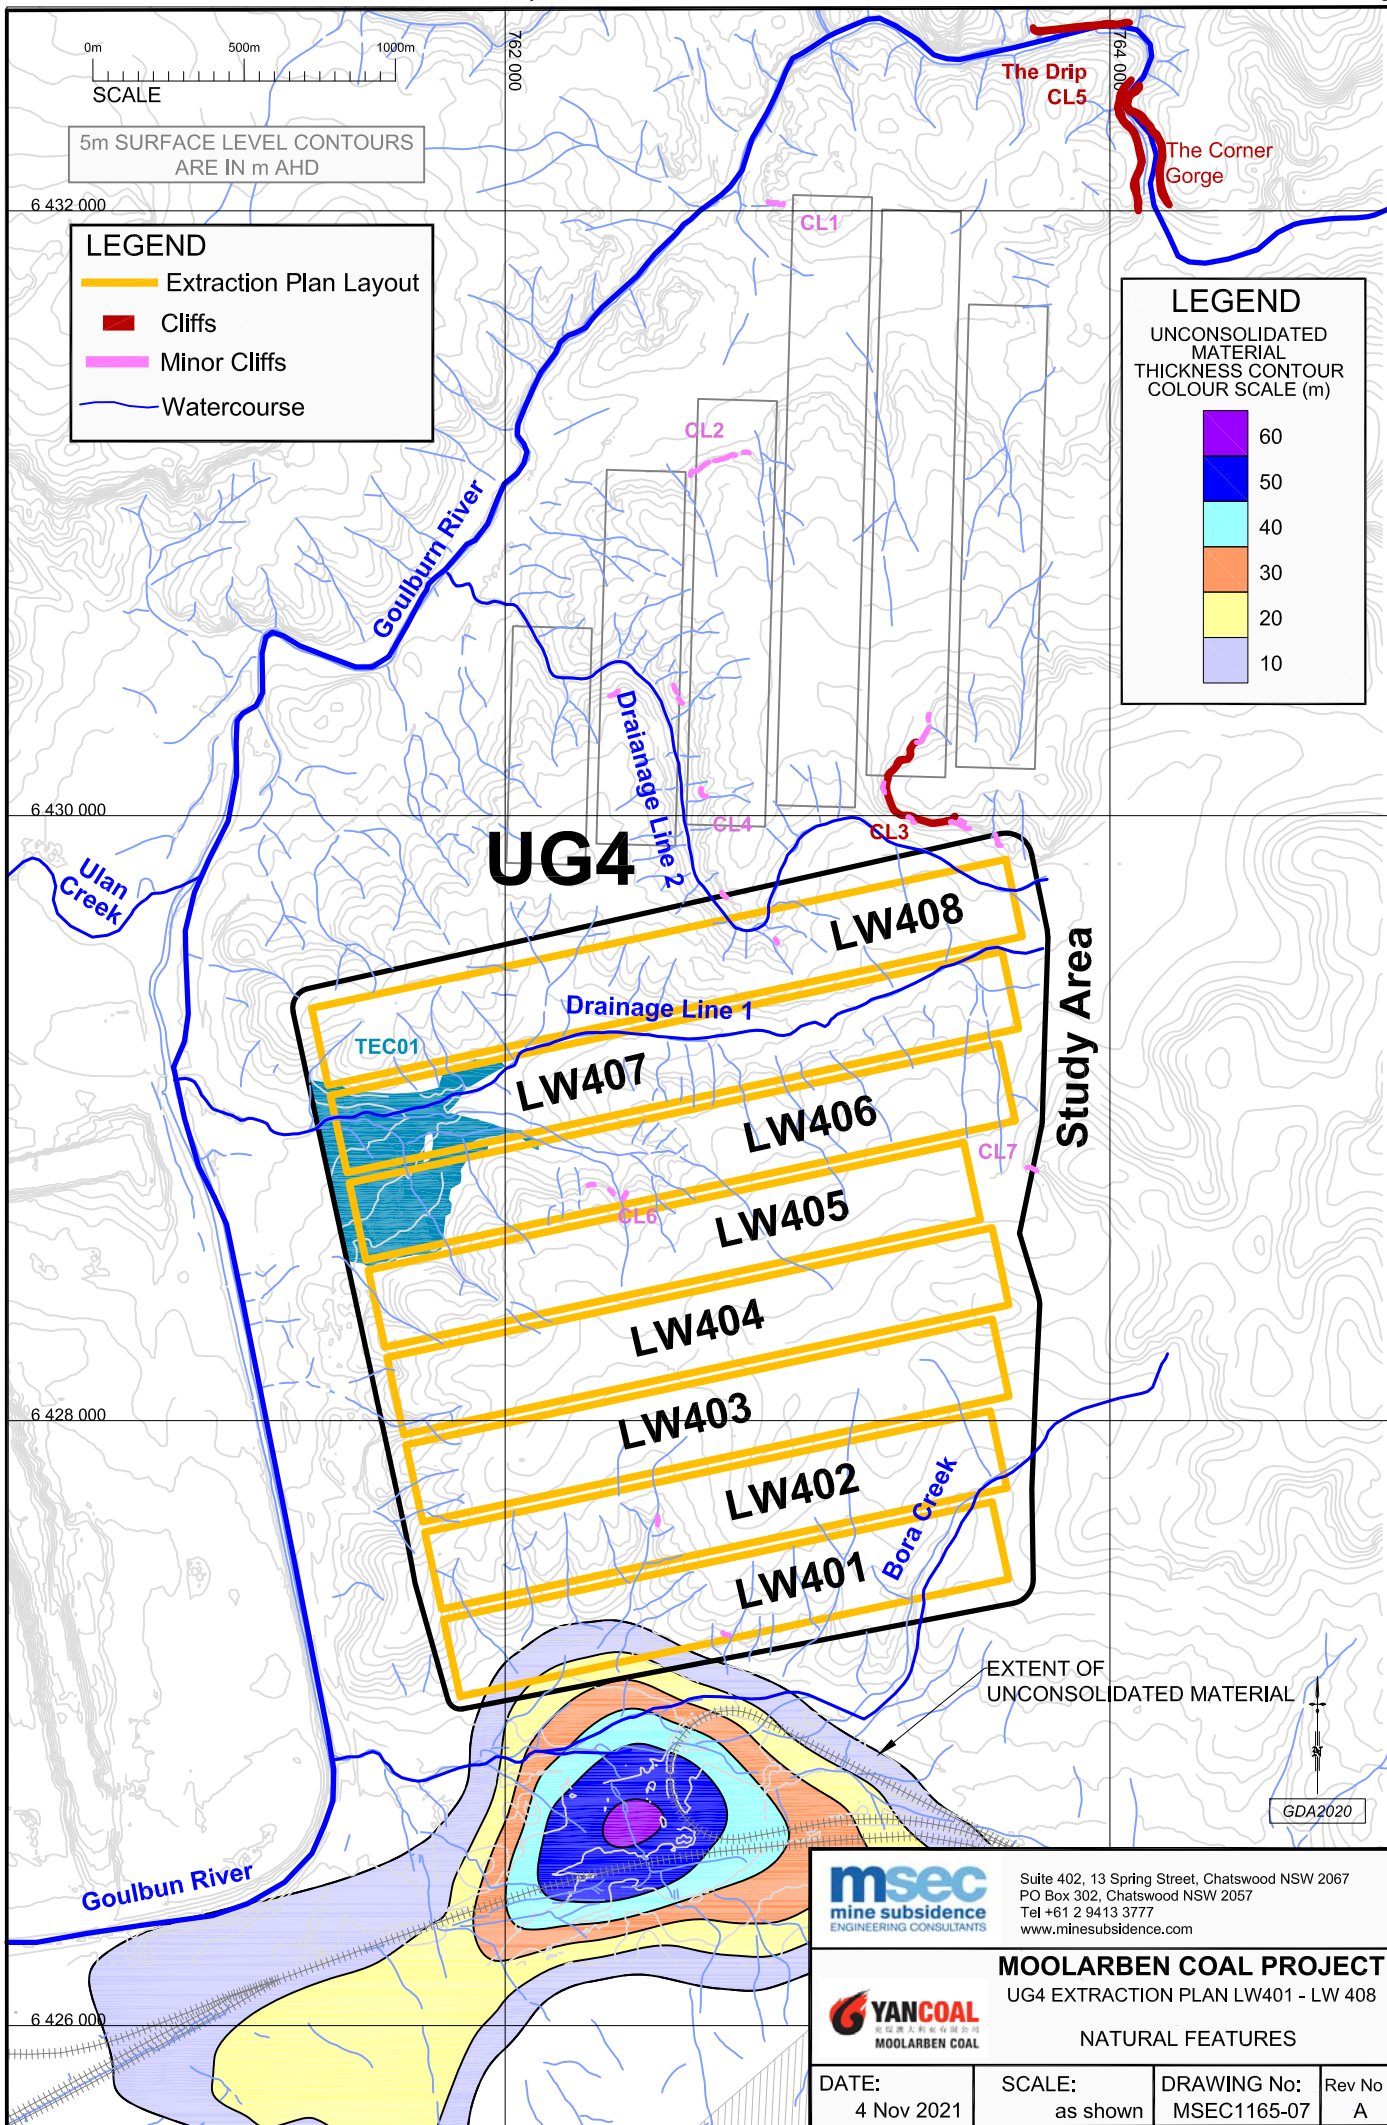 0m 500m 1000m
SCALE
5m SURFACE LEVEL CONTOURS
ARE IN m AHD
762 000
764 000
The Drip
CL5
The Corner
Gorge
6 432 000
CL1
LEGEND
Extraction Plan Layout
Cliffs
Minor Cliffs
Watercourse
LEGEND
UNCONSOLIDATED
MATERIAL
THICKNESS CONTOUR
COLOUR SCALE (m)
60
50
40
30
20
10
CL2
Goulburn River
Draianage Line 2
6 430 000
CL4
CL3
UG4
Ulan
Creek
LW408
Study Area
Drainage Line 1
TEC01
LW407
LW406
CL7
CL6
LW405
LW404
LW403
6 428 000
LW402
Bora Creek
LW401
EXTENT OF
UNCONSOLIDATED MATERIAL
N
GDA2020
Goulbun River
6 426 000
msec
mine subsidence
ENGINEERING CONSULTANTS
Suite 402, 13 Spring Street, Chatswood NSW 2067
PO Box 302, Chatswood NSW 2057
Tel +61 2 9413 3777
www.minesubsidence.com
YANCOAL
MOOLARBEN COAL
MOOLARBEN COAL PROJECT
UG4 EXTRACTION PLAN LW401 - LW 408
NATURAL FEATURES
DATE:
4 Nov 2021
SCALE:
as shown
DRAWING No:
MSEC1165-07
Rev No
A